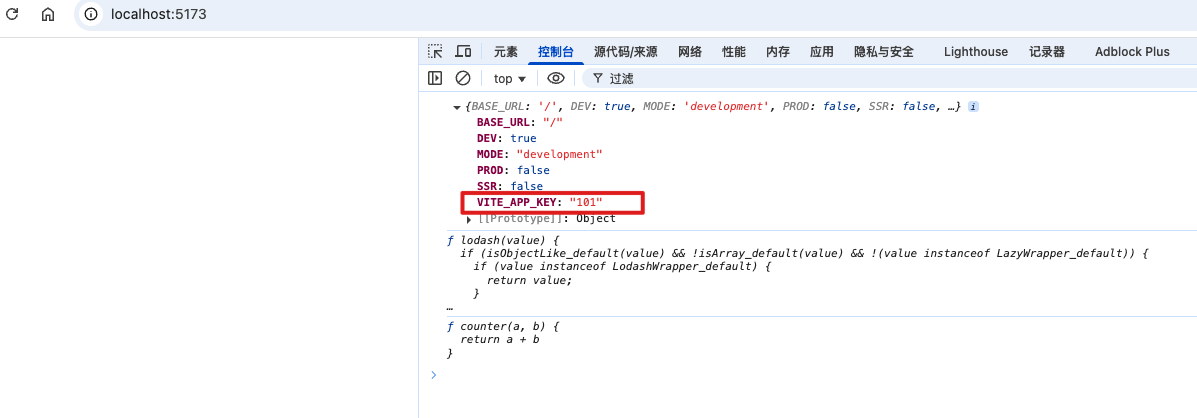 localhost:5173
元素 控制台 源代码/来源 网络 性能 内存 应用 隐私与安全 Lighthouse 记录器 Adblock Plus
top 过滤
{BASE_URL: '/', DEV: true, MODE: 'development', PROD: false, SSR: false, …} i
BASE_URL: "/"
DEV: true
MODE: "development"
PROD: false
SSR: false
VITE_APP_KEY: "101"
[[Prototype]]: Object
ƒ lodash(value) {
if (isObjectLike_default(value) && !isArray_default(value) && !(value instanceof LazyWrapper_default)) {
if (value instanceof LodashWrapper_default) {
return value;
}
…
ƒ counter(a, b) {
return a + b
}